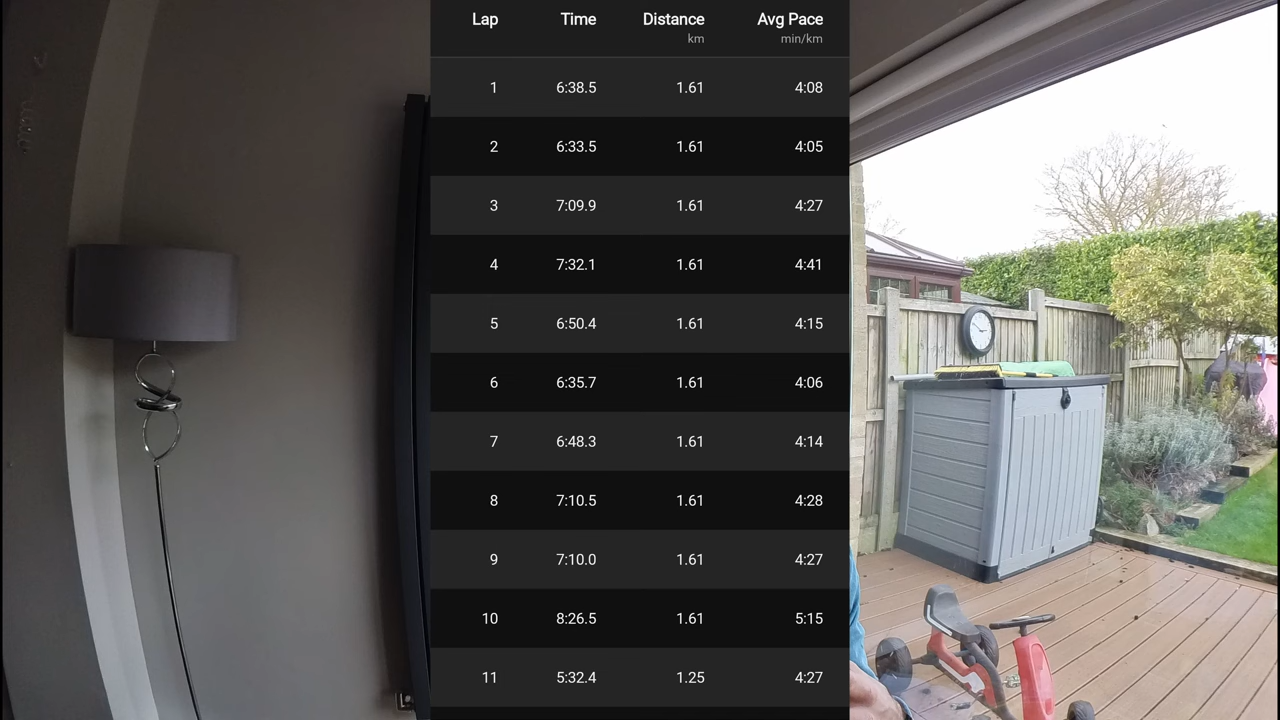 Lap Time Distance Avg Pace
km min/km
1 6:38.5 1.61 4:08
2 6:33.5 1.61 4:05
3 7:09.9 1.61 4:27
4 7:32.1 1.61 4:41
5 6:50.4 1.61 4:15
6 6:35.7 1.61 4:06
7 6:48.3 1.61 4:14
8 7:10.5 1.61 4:28
9 7:10.0 1.61 4:27
10 8:26.5 1.61 5:15
11 5:32.4 1.25 4:27